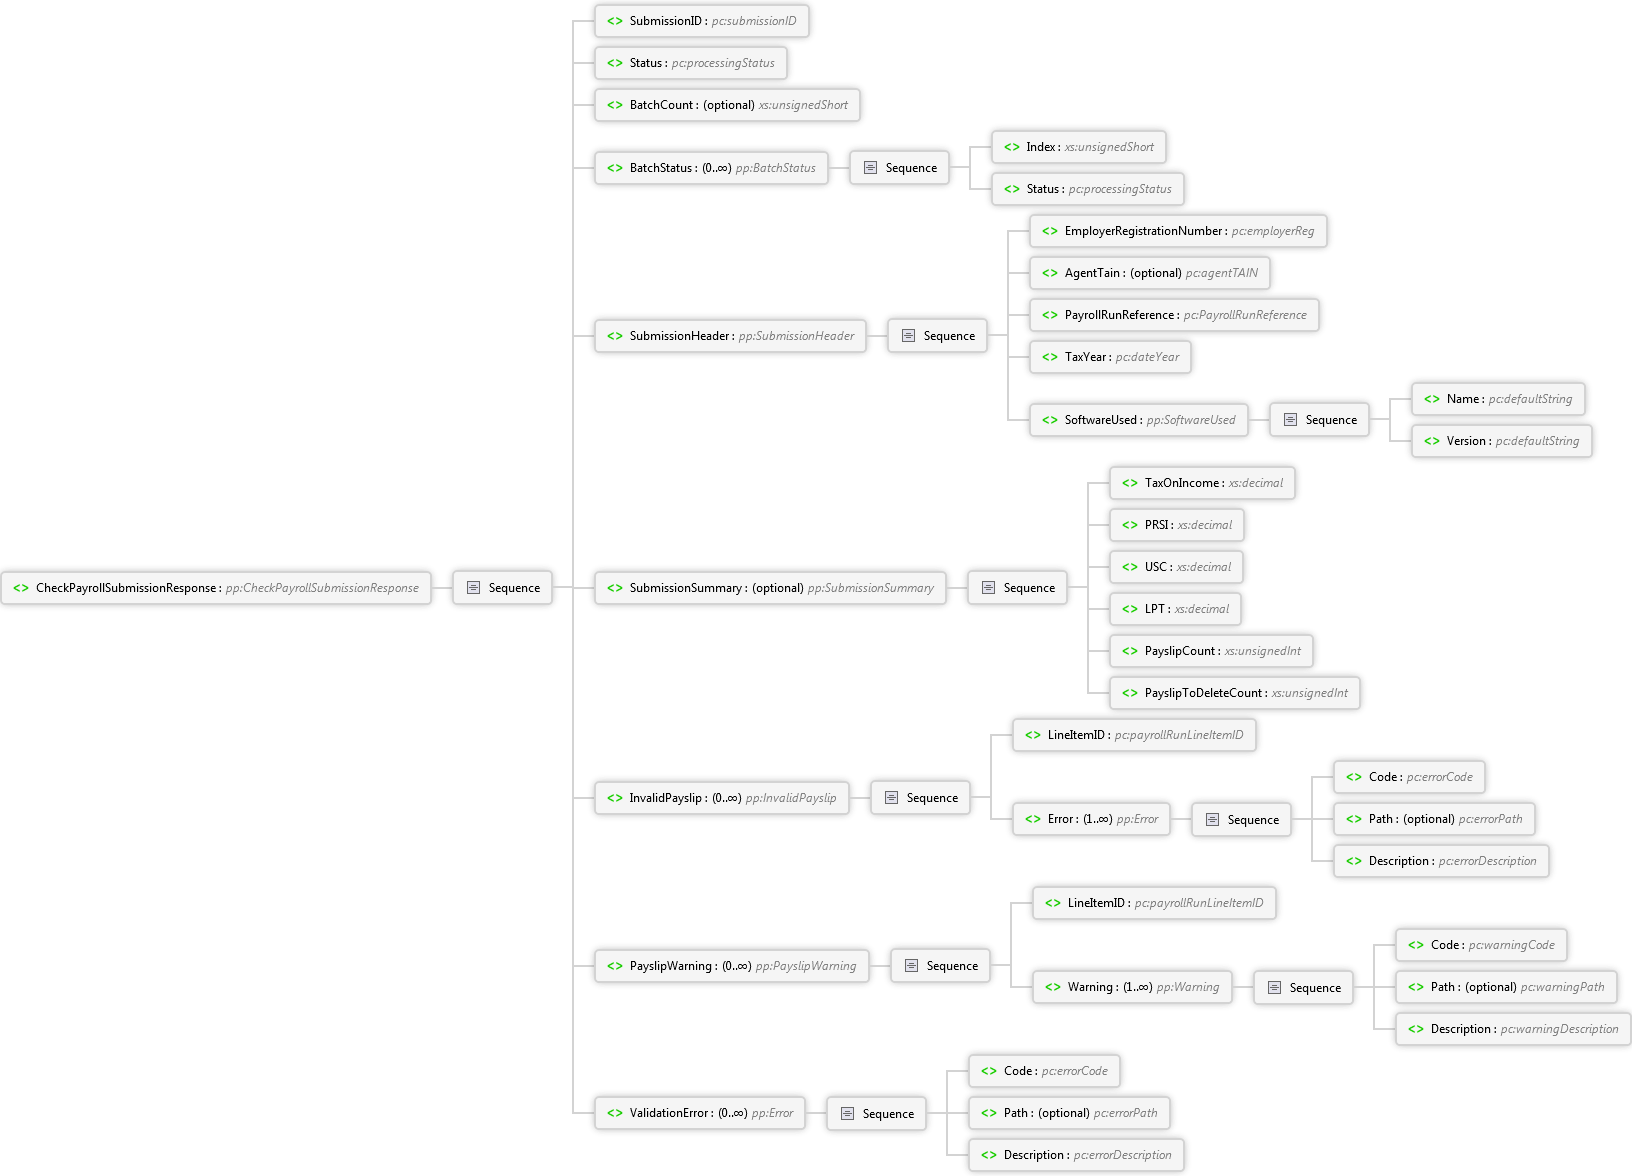 <> SubmissionID : pc:submissionID
<> Status : pc:processingStatus
<> BatchCount : (optional) xs:unsignedShort
<> BatchStatus : (0..∞) pp:BatchStatus
Sequence
<> Index : xs:unsignedShort
<> Status : pc:processingStatus
<> SubmissionHeader : pp:SubmissionHeader
Sequence
<> EmployerRegistrationNumber : pc:employerReg
<> AgentTain : (optional) pc:agentTAIN
<> PayrollRunReference : pc:PayrollRunReference
<> TaxYear : pc:dateYear
<> SoftwareUsed : pp:SoftwareUsed
Sequence
<> Name : pc:defaultString
<> Version : pc:defaultString
<> CheckPayrollSubmissionResponse : pp:CheckPayrollSubmissionResponse
Sequence
<> SubmissionSummary : (optional) pp:SubmissionSummary
Sequence
<> TaxOnIncome : xs:decimal
<> PRSI : xs:decimal
<> USC : xs:decimal
<> LPT : xs:decimal
<> PayslipCount : xs:unsignedInt
<> PayslipToDeleteCount : xs:unsignedInt
<> InvalidPayslip : (0..∞) pp:InvalidPayslip
Sequence
<> LineItemID : pc:payrollRunLineItemID
<> Error : (1..∞) pp:Error
Sequence
<> Code : pc:errorCode
<> Path : (optional) pc:errorPath
<> Description : pc:errorDescription
<> PayslipWarning : (0..∞) pp:PayslipWarning
Sequence
<> LineItemID : pc:payrollRunLineItemID
<> Warning : (1..∞) pp:Warning
Sequence
<> Code : pc:warningCode
<> Path : (optional) pc:warningPath
<> Description : pc:warningDescription
<> ValidationError : (0..∞) pp:Error
Sequence
<> Code : pc:errorCode
<> Path : (optional) pc:errorPath
<> Description : pc:errorDescription